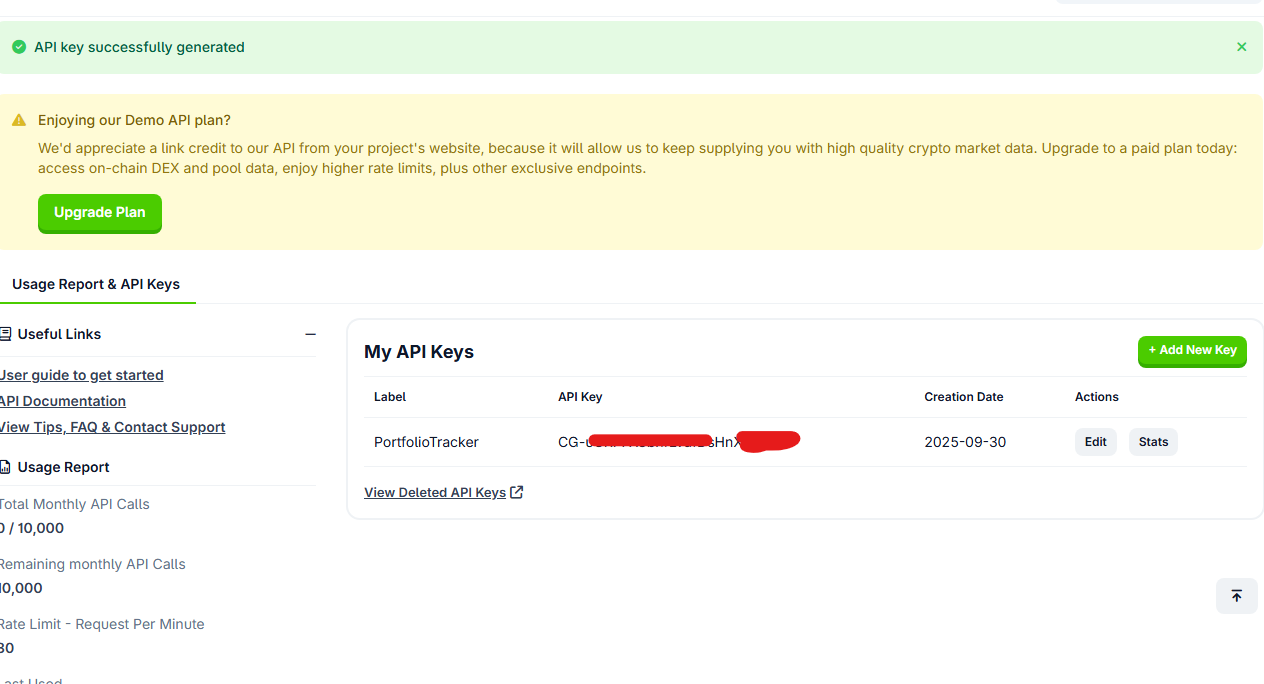 API key successfully generated
Enjoying our Demo API plan?
We'd appreciate a link credit to our API from your project's website, because it will allow us to keep supplying you with high quality crypto market data. Upgrade to a paid plan today:
access on-chain DEX and pool data, enjoy higher rate limits, plus other exclusive endpoints.
Upgrade Plan
Usage Report & API Keys
Useful Links
User guide to get started
API Documentation
View Tips, FAQ & Contact Support
Usage Report
Total Monthly API Calls
0 / 10,000
Remaining monthly API Calls
10,000
Rate Limit - Request Per Minute
30
Last Used
My API Keys
+ Add New Key
Label API Key Creation Date Actions
PortfolioTracker CG- 2025-09-30 Edit Stats
View Deleted API Keys